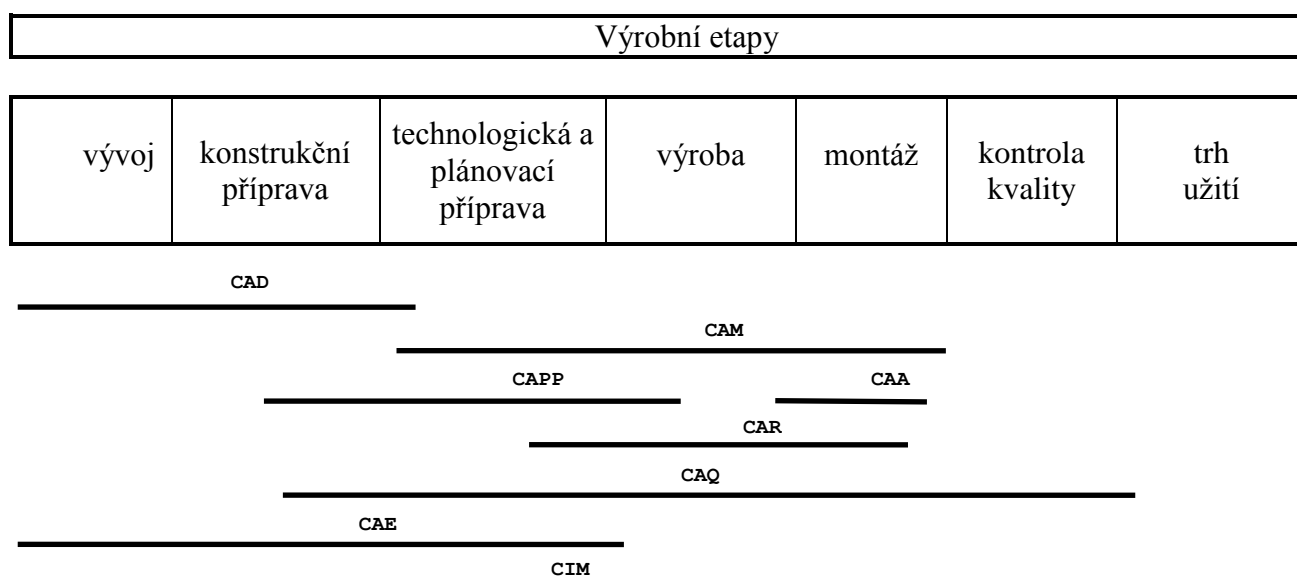 Výrobní etapy
vývoj
konstrukční
příprava
technologická a
plánovací
příprava
výroba
montáž
kontrola
kvality
trh
užití
CAD
CAM
CAPP
CAA
CAR
CAQ
CAE
CIM